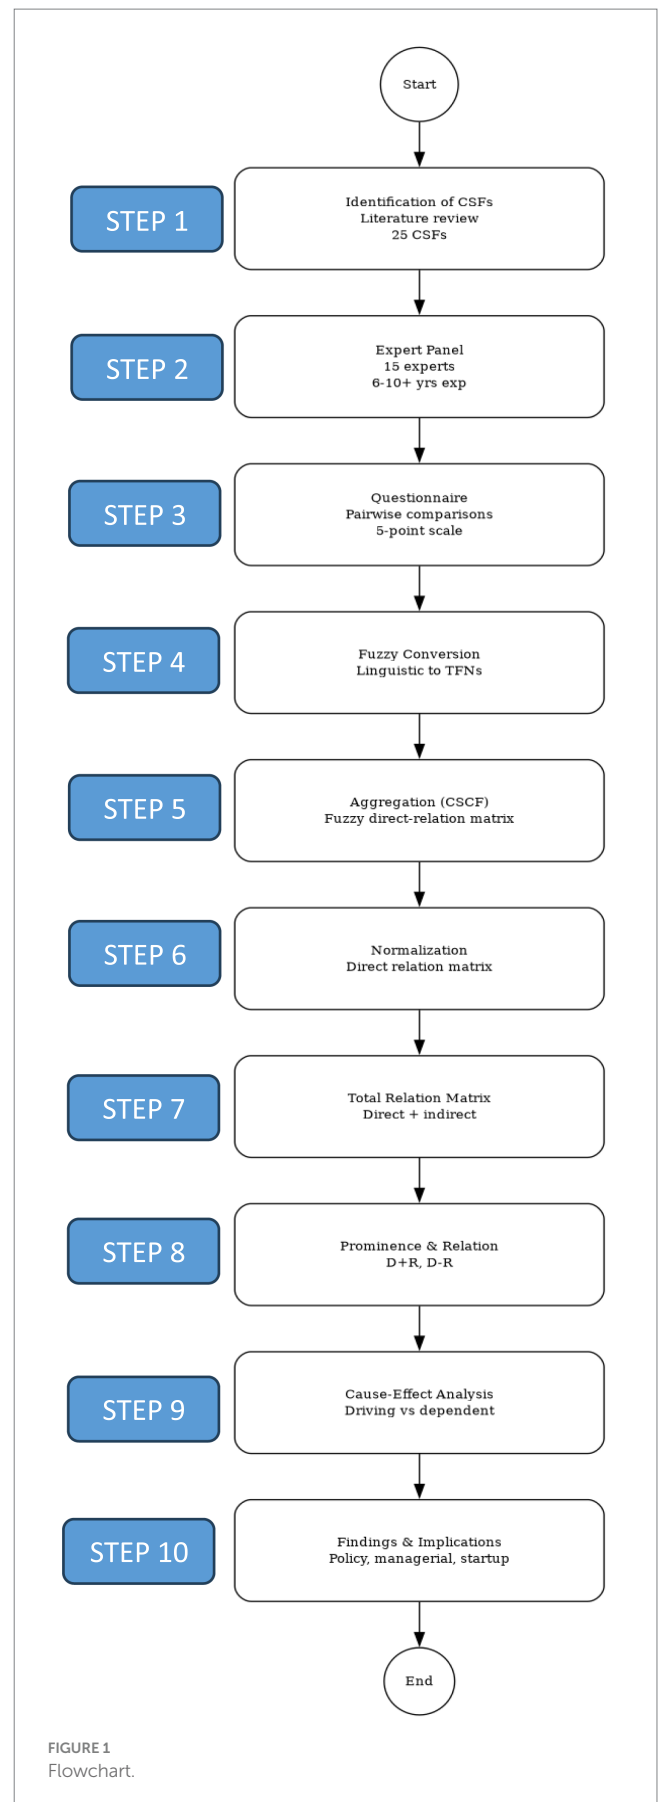 Start
STEP 1
Identification of CSFs
Literature review
25 CSFs
STEP 2
Expert Panel
15 experts
6-10+ yrs exp
STEP 3
Questionnaire
Pairwise comparisons
5-point scale
STEP 4
Fuzzy Conversion
Linguistic to TFNs
STEP 5
Aggregation (CSCF)
Fuzzy direct-relation matrix
STEP 6
Normalization
Direct relation matrix
STEP 7
Total Relation Matrix
Direct + indirect
STEP 8
Prominence & Relation
D+R, D-R
STEP 9
Cause-Effect Analysis
Driving vs dependent
STEP 10
Findings & Implications
Policy, managerial, startup
End
FIGURE 1
Flowchart.